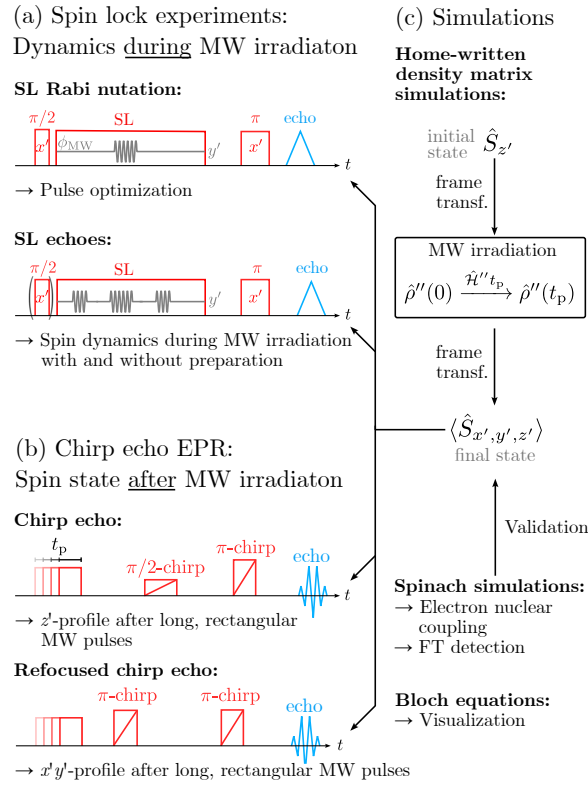 (a) Spin lock experiments:
Dynamics during MW irradiaton
SL Rabi nutation:
π/2
SL
π
echo
x′
ϕMW
y′
x′
t
→ Pulse optimization
SL echoes:
π/2
SL
π
echo
(x′)
y′
x′
t
→ Spin dynamics during MW irradiation
with and without preparation
(b) Chirp echo EPR:
Spin state after MW irradiaton
Chirp echo:
tp
π/2-chirp
π-chirp
echo
t
→ z′-profile after long, rectangular
MW pulses
Refocused chirp echo:
π-chirp
π-chirp
echo
t
→ x′y′-profile after long, rectangular MW pulses
(c) Simulations
Home-written
density matrix
simulations:
initial
state
Ŝz′
frame
transf.
MW irradiation
ρ̂′′(0) —Ĥ′′tp→ ρ̂′′(tp)
frame
transf.
⟨Ŝx′,y′,z′⟩
final state
Validation
Spinach simulations:
→ Electron nuclear
coupling
→ FT detection
Bloch equations:
→ Visualization